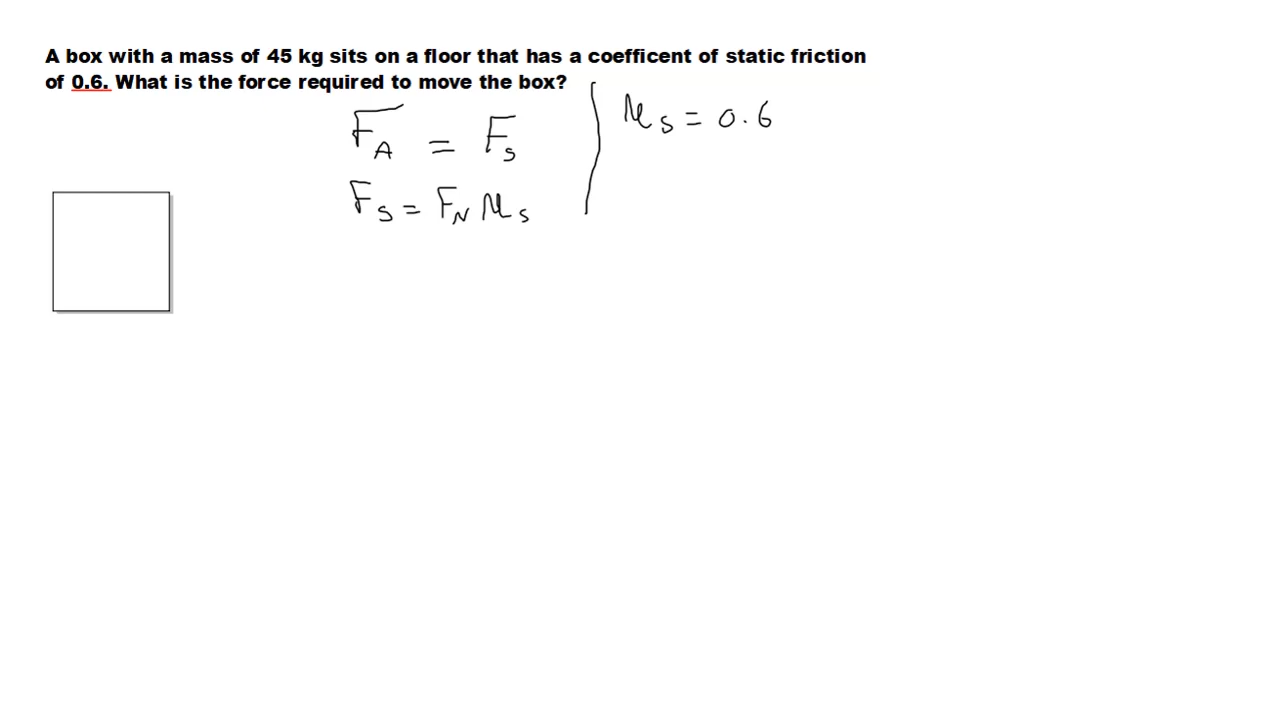 A box with a mass of 45 kg sits on a floor that has a coefficent of static friction
of 0.6. What is the force required to move the box?
F_A = F_s
μ_s = 0.6
F_s = F_N μ_s